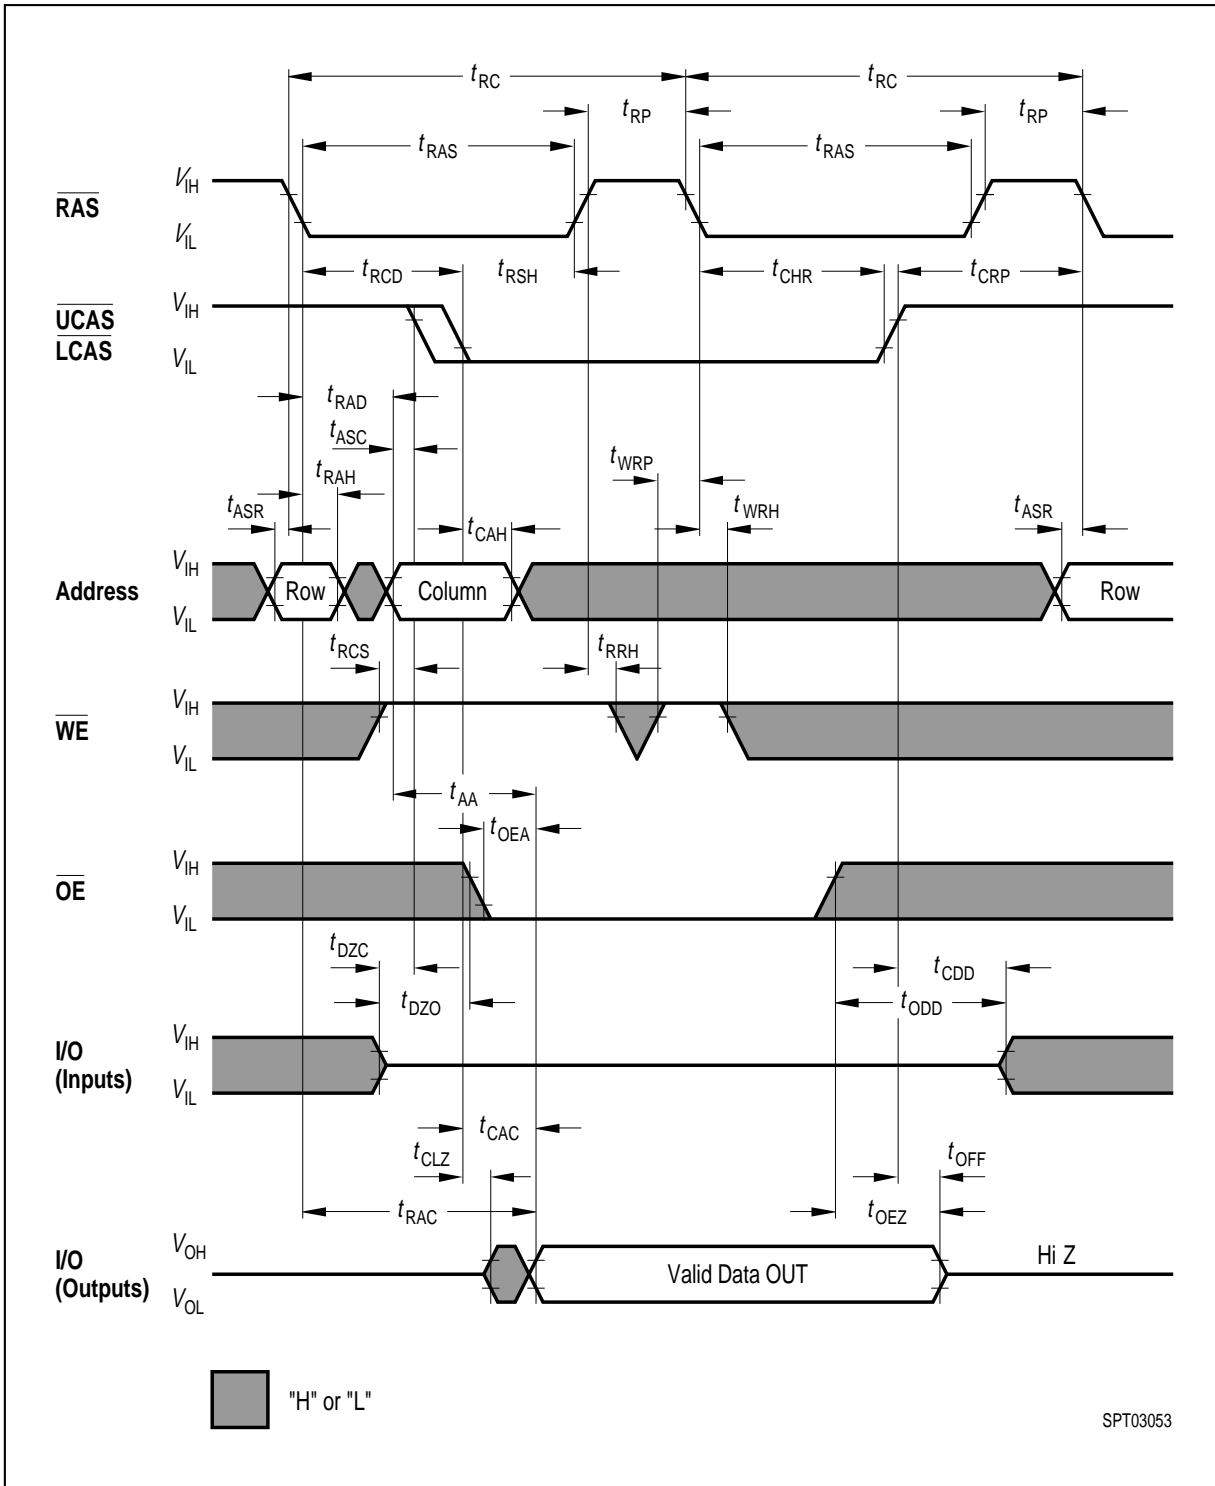 tRC tRC
tRP tRP
tRAS tRAS
RAS VIH
VIL
tRCD tRSH tCHR tCRP
UCAS VIH
LCAS VIL
tRAD
tASC
tWRP
tRAH
tASR tCAH tWRH tASR
Address VIH
Row Column Row
VIL
tRCS tRRH
WE VIH
VIL
tAA
tOEA
OE VIH
VIL
tDZC tCDD
tDZO tODD
I/O VIH
(Inputs) VIL
tCAC
tCLZ tOFF
tRAC tOEZ
I/O VOH Hi Z
(Outputs) Valid Data OUT
VOL
"H" or "L"
SPT03053